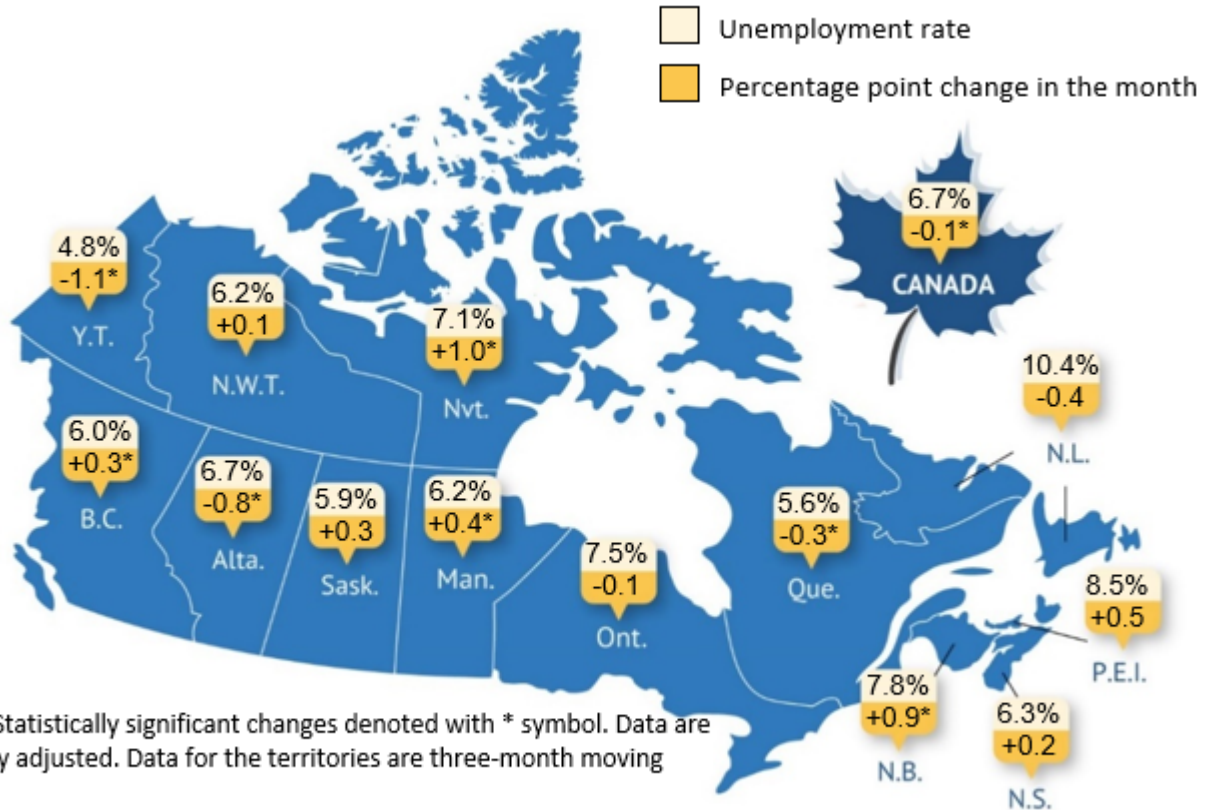 Unemployment rate
Percentage point change in the month
6.7%
-0.1*
CANADA
4.8%
-1.1*
Y.T.
6.2%
+0.1
N.W.T.
7.1%
+1.0*
Nvt.
10.4%
-0.4
N.L.
6.0%
+0.3*
B.C.
6.7%
-0.8*
Alta.
5.9%
+0.3
Sask.
6.2%
+0.4*
Man.
7.5%
-0.1
Ont.
5.6%
-0.3*
Que.
8.5%
+0.5
P.E.I.
7.8%
+0.9*
N.B.
6.3%
+0.2
N.S.
Statistically significant changes denoted with * symbol. Data are
y adjusted. Data for the territories are three-month moving